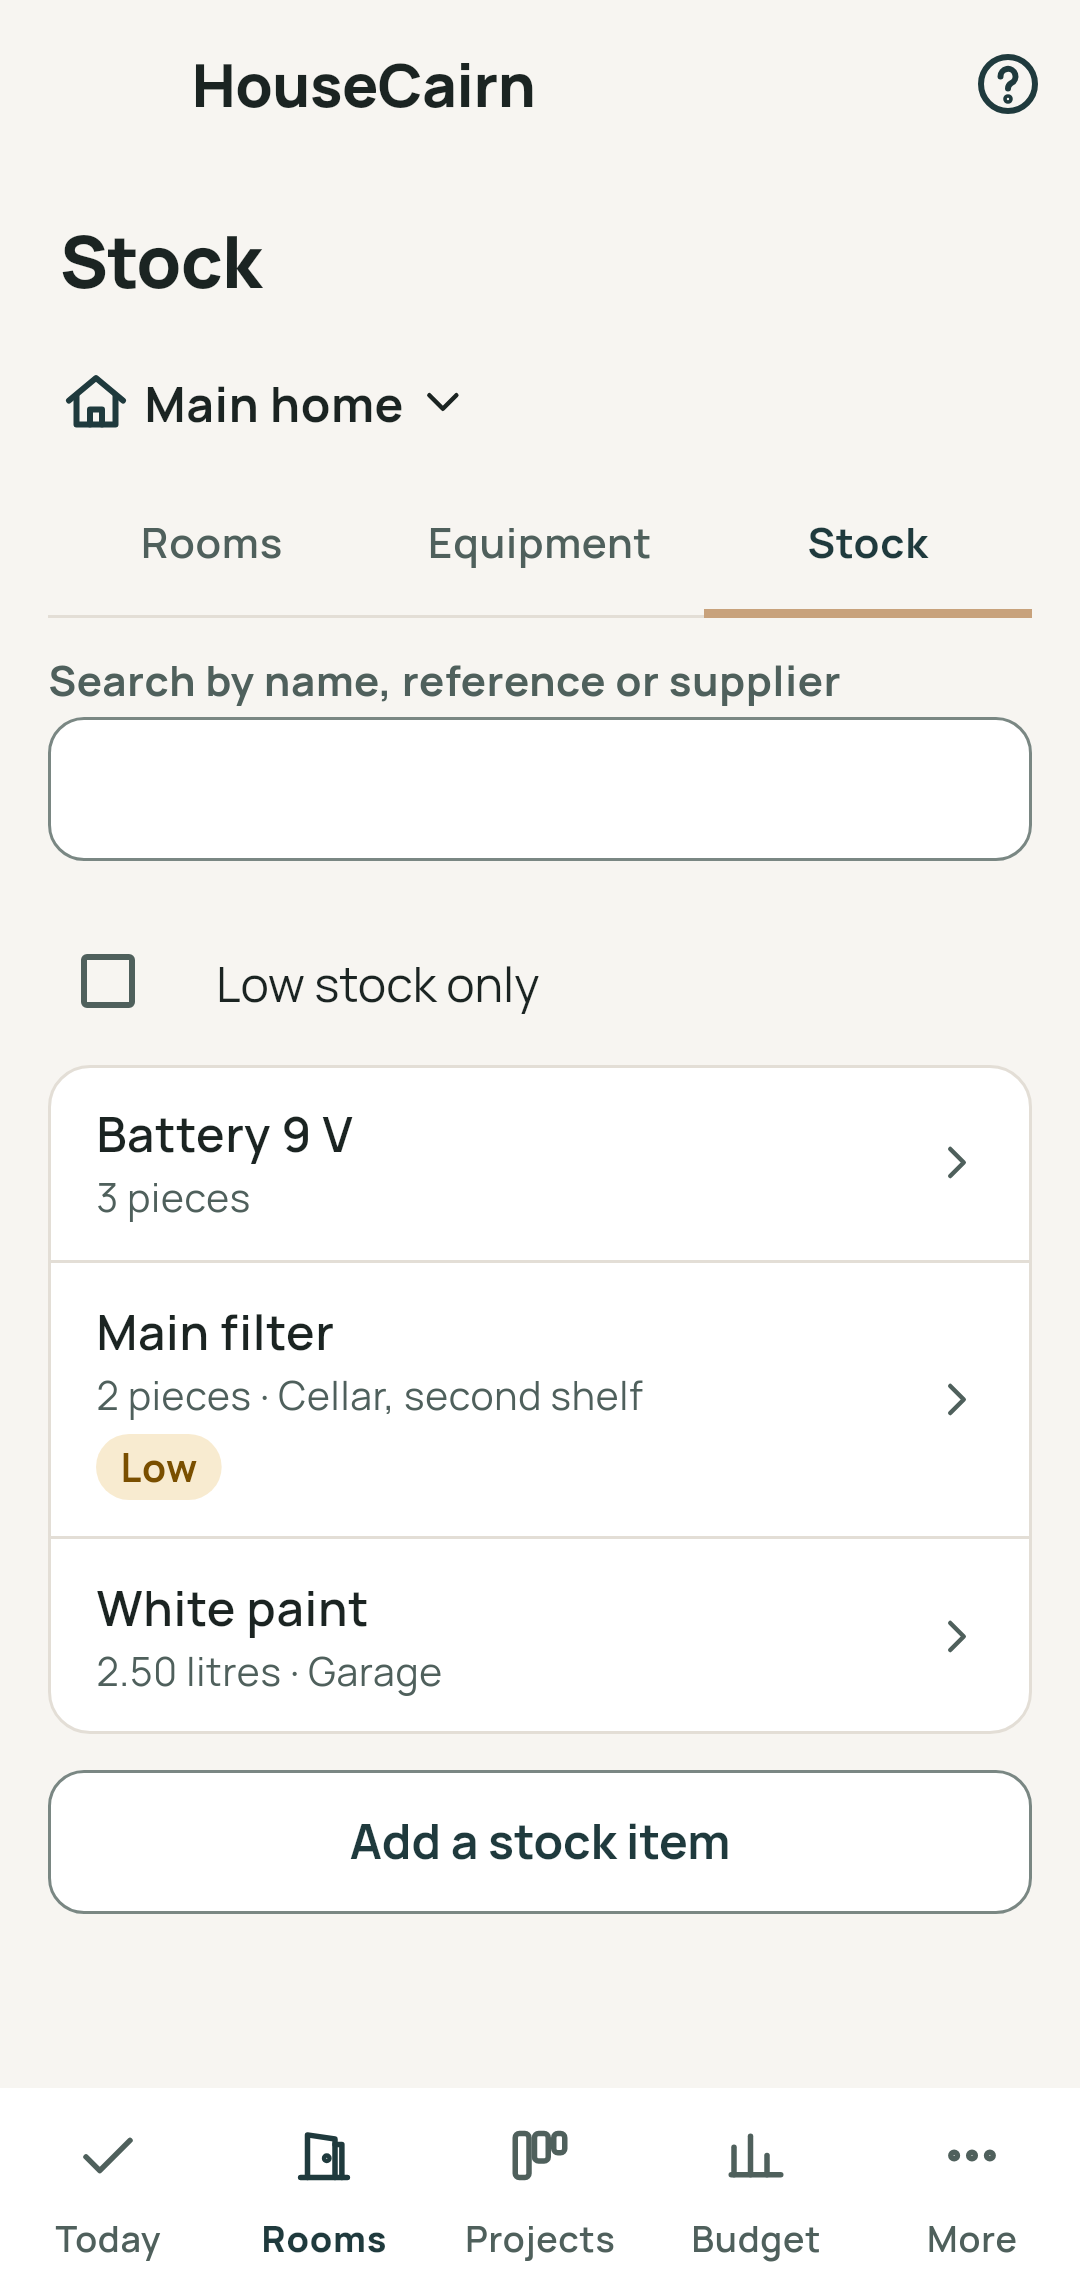 HouseCairn
Stock
Main home
Rooms
Equipment
Stock
Search by name, reference or supplier
Low stock only
Battery 9 V
3 pieces
Main filter
2 pieces · Cellar, second shelf
Low
White paint
2.50 litres · Garage
Add a stock item
Today
Rooms
Projects
Budget
More